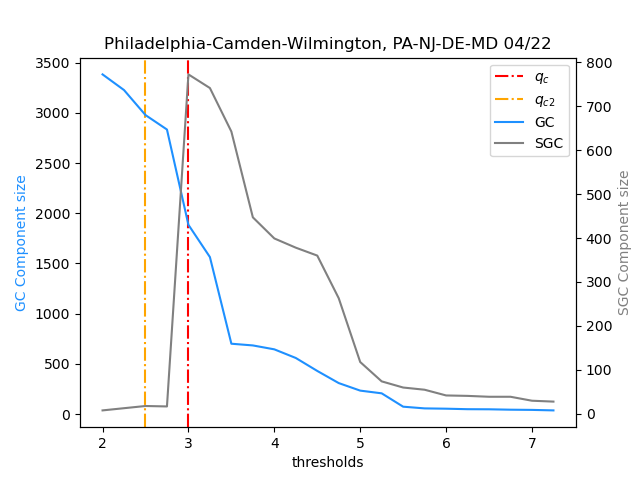 Philadelphia-Camden-Wilmington, PA-NJ-DE-MD 04/22
3500
3000
2500
2000
1500
1000
500
0
GC Component size
800
700
600
500
400
300
200
100
0
SGC Component size
q_c
q_c2
GC
SGC
2 3 4 5 6 7
thresholds